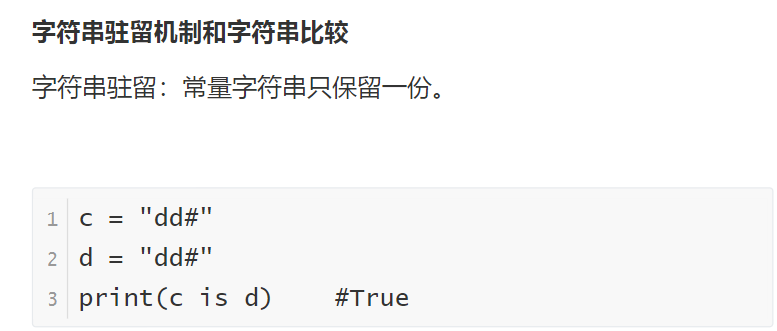 字符串驻留机制和字符串比较
字符串驻留：常量字符串只保留一份。
1 c = "dd#"
2 d = "dd#"
3 print(c is d)    #True